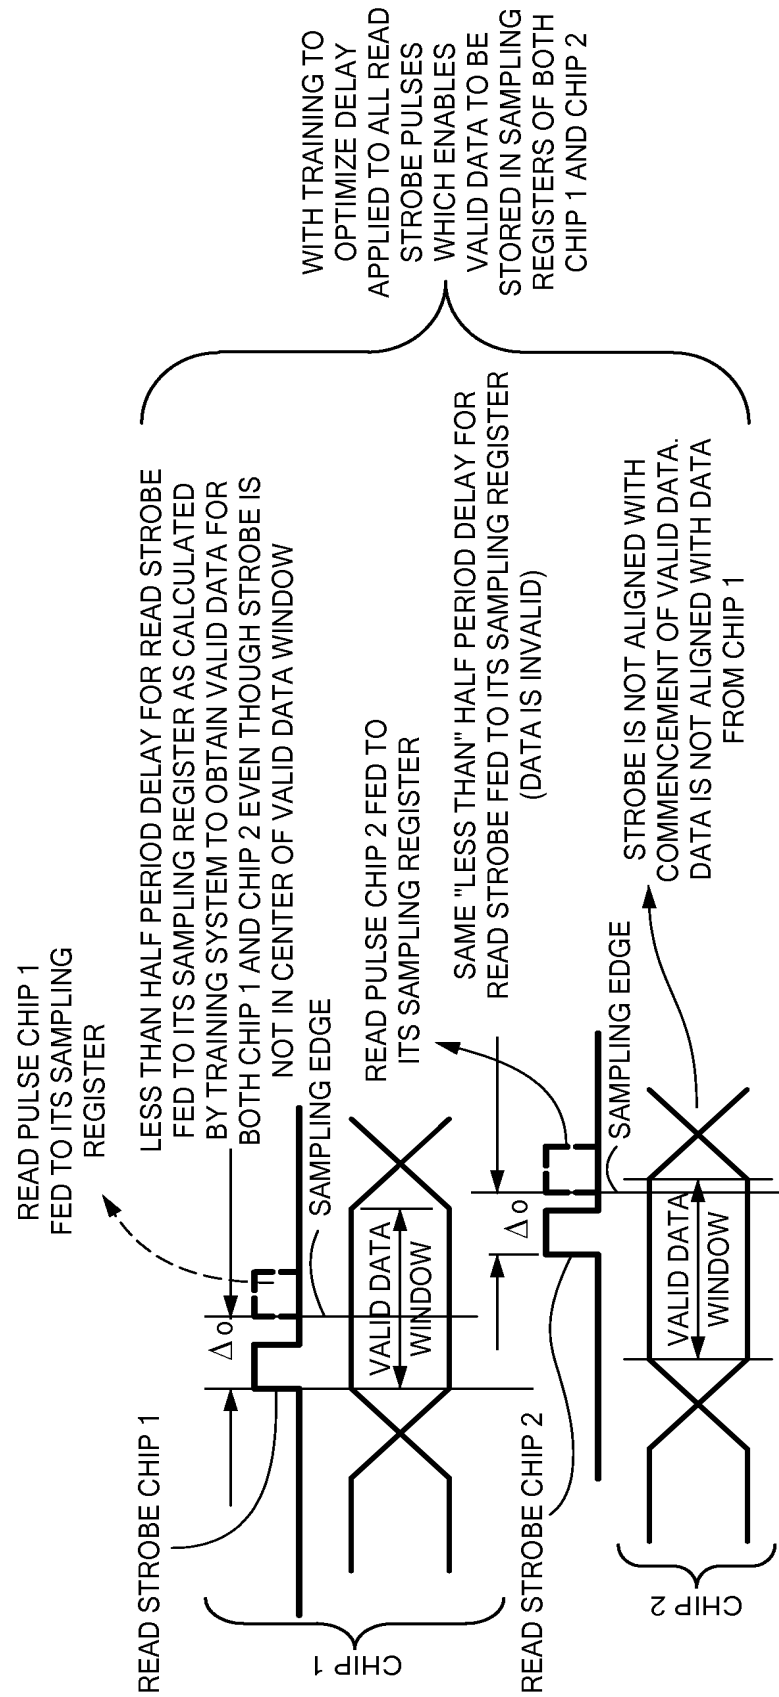 READ PULSE CHIP 1
FED TO ITS SAMPLING
REGISTER
READ STROBE CHIP 1
Δo
LESS THAN HALF PERIOD DELAY FOR READ STROBE
FED TO ITS SAMPLING REGISTER AS CALCULATED
BY TRAINING SYSTEM TO OBTAIN VALID DATA FOR
BOTH CHIP 1 AND CHIP 2 EVEN THOUGH STROBE IS
NOT IN CENTER OF VALID DATA WINDOW
SAMPLING EDGE
CHIP 1
VALID DATA
WINDOW
READ PULSE CHIP 2 FED TO
ITS SAMPLING REGISTER
READ STROBE CHIP 2
Δo
SAME "LESS THAN" HALF PERIOD DELAY FOR
READ STROBE FED TO ITS SAMPLING REGISTER
(DATA IS INVALID)
SAMPLING EDGE
CHIP 2
VALID DATA
WINDOW
STROBE IS NOT ALIGNED WITH
COMMENCEMENT OF VALID DATA.
DATA IS NOT ALIGNED WITH DATA
FROM CHIP 1
WITH TRAINING TO
OPTIMIZE DELAY
APPLIED TO ALL READ
STROBE PULSES
WHICH ENABLES
VALID DATA TO BE
STORED IN SAMPLING
REGISTERS OF BOTH
CHIP 1 AND CHIP 2